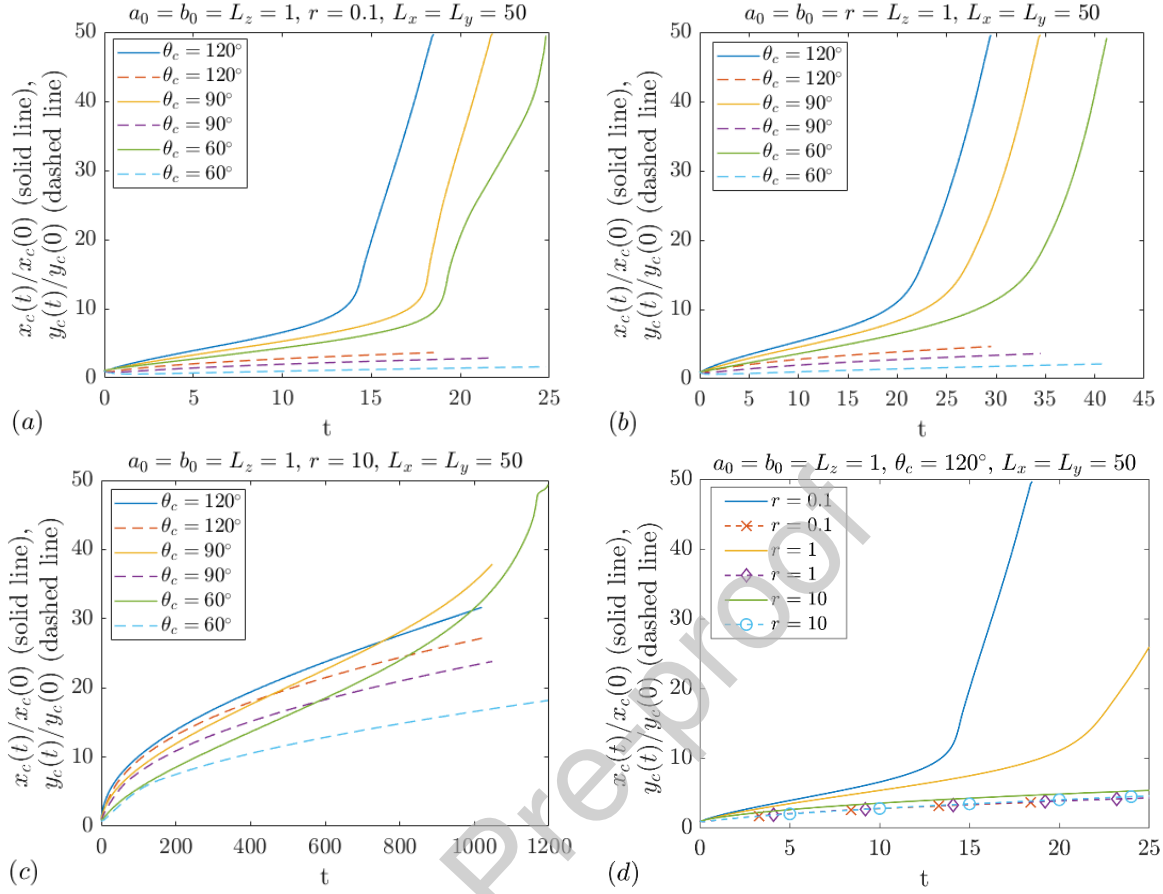 a₀ = b₀ = L_z = 1, r = 0.1, L_x = L_y = 50
x_c(t)/x_c(0) (solid line),
y_c(t)/y_c(0) (dashed line)
50
40
30
20
10
0
θ_c = 120°
θ_c = 120°
θ_c = 90°
θ_c = 90°
θ_c = 60°
θ_c = 60°
0 5 10 15 20 25
(a)
t
a₀ = b₀ = r = L_z = 1, L_x = L_y = 50
x_c(t)/x_c(0) (solid line),
y_c(t)/y_c(0) (dashed line)
50
40
30
20
10
0
θ_c = 120°
θ_c = 120°
θ_c = 90°
θ_c = 90°
θ_c = 60°
θ_c = 60°
0 5 10 15 20 25 30 35 40 45
(b)
t
a₀ = b₀ = L_z = 1, r = 10, L_x = L_y = 50
x_c(t)/x_c(0) (solid line),
y_c(t)/y_c(0) (dashed line)
50
40
30
20
10
0
θ_c = 120°
θ_c = 120°
θ_c = 90°
θ_c = 90°
θ_c = 60°
θ_c = 60°
0 200 400 600 800 1000 1200
(c)
t
a₀ = b₀ = L_z = 1, θ_c = 120°, L_x = L_y = 50
x_c(t)/x_c(0) (solid line),
y_c(t)/y_c(0) (dashed line)
50
40
30
20
10
0
r = 0.1
r = 0.1
r = 1
r = 1
r = 10
r = 10
0 5 10 15 20 25
(d)
t
Pre-proof